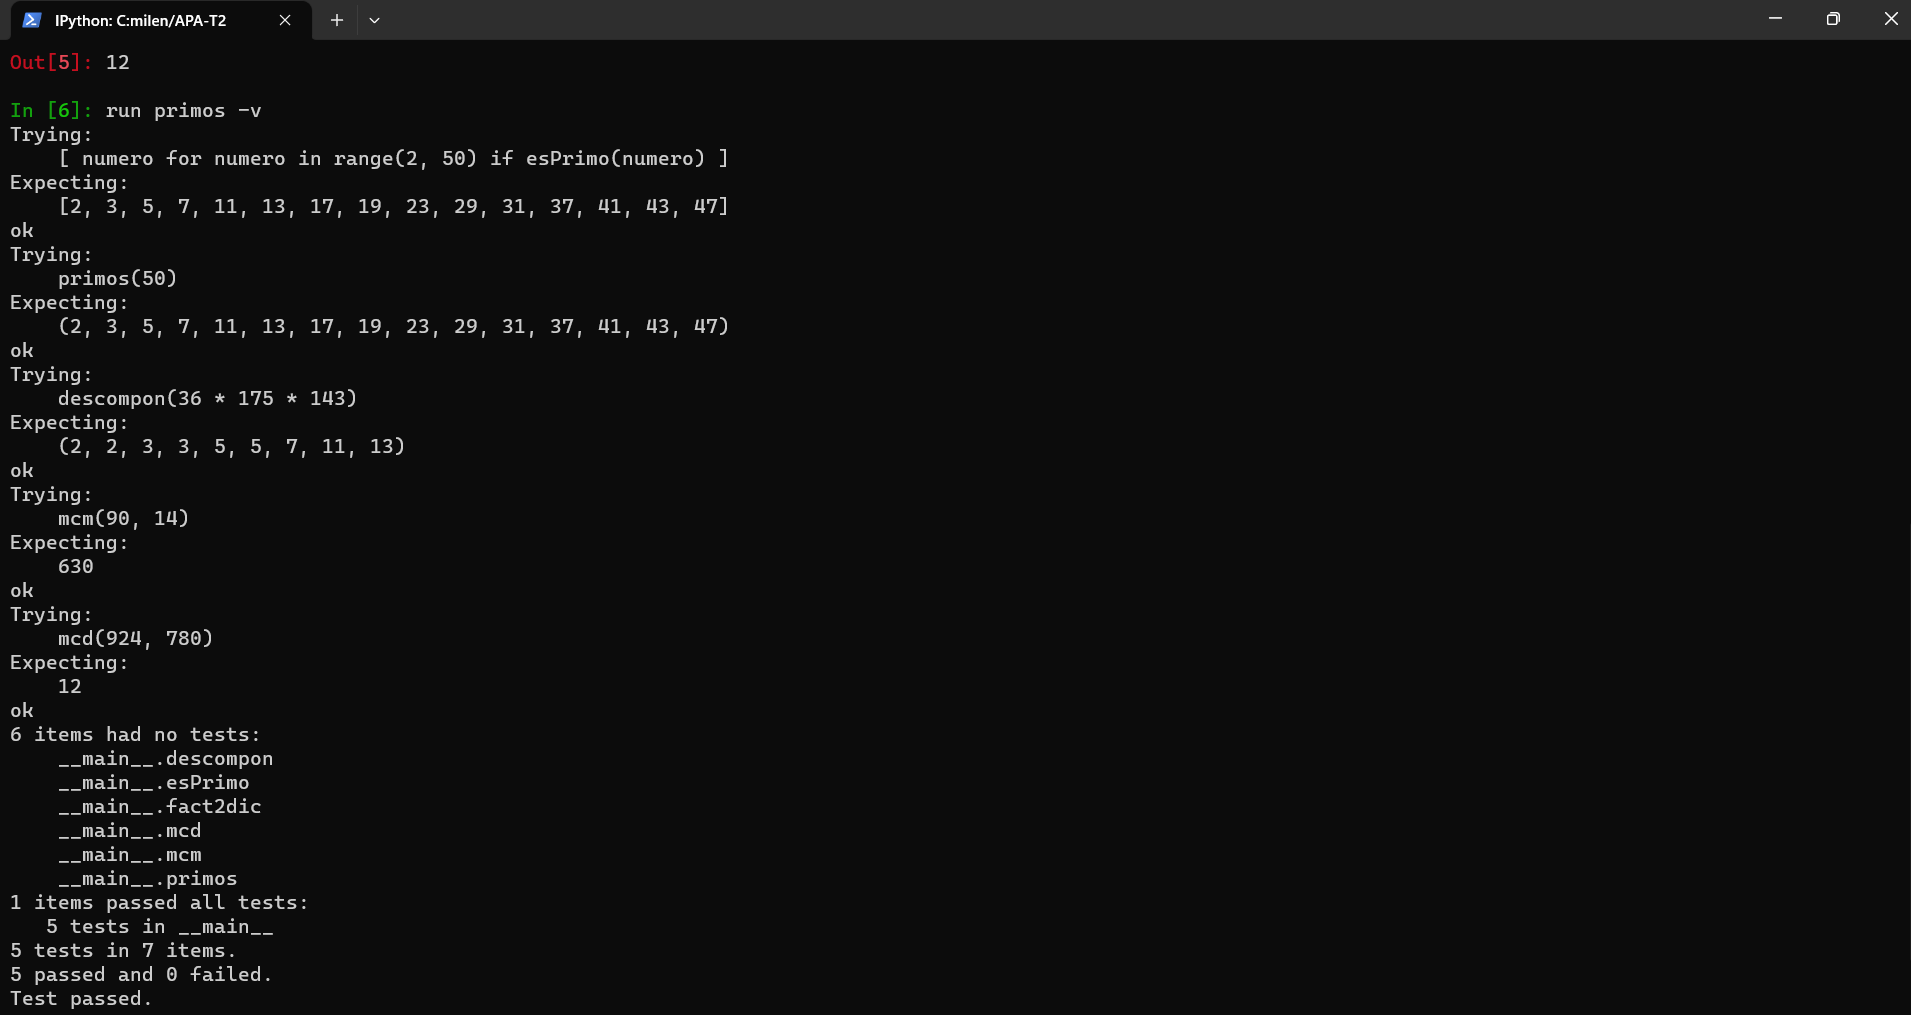 IPython: C:milen/APA-T2
Out[5]: 12
In [6]: run primos -v
Trying:
    [ numero for numero in range(2, 50) if esPrimo(numero) ]
Expecting:
    [2, 3, 5, 7, 11, 13, 17, 19, 23, 29, 31, 37, 41, 43, 47]
ok
Trying:
    primos(50)
Expecting:
    (2, 3, 5, 7, 11, 13, 17, 19, 23, 29, 31, 37, 41, 43, 47)
ok
Trying:
    descompon(36 * 175 * 143)
Expecting:
    (2, 2, 3, 3, 5, 5, 7, 11, 13)
ok
Trying:
    mcm(90, 14)
Expecting:
    630
ok
Trying:
    mcd(924, 780)
Expecting:
    12
ok
6 items had no tests:
    __main__.descompon
    __main__.esPrimo
    __main__.fact2dic
    __main__.mcd
    __main__.mcm
    __main__.primos
1 items passed all tests:
   5 tests in __main__
5 tests in 7 items.
5 passed and 0 failed.
Test passed.